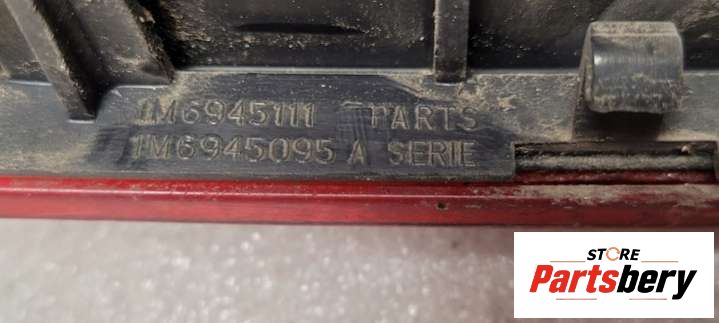 1M6945111 PARTS
1M6945095 A SERIE
STORE
Partsbery